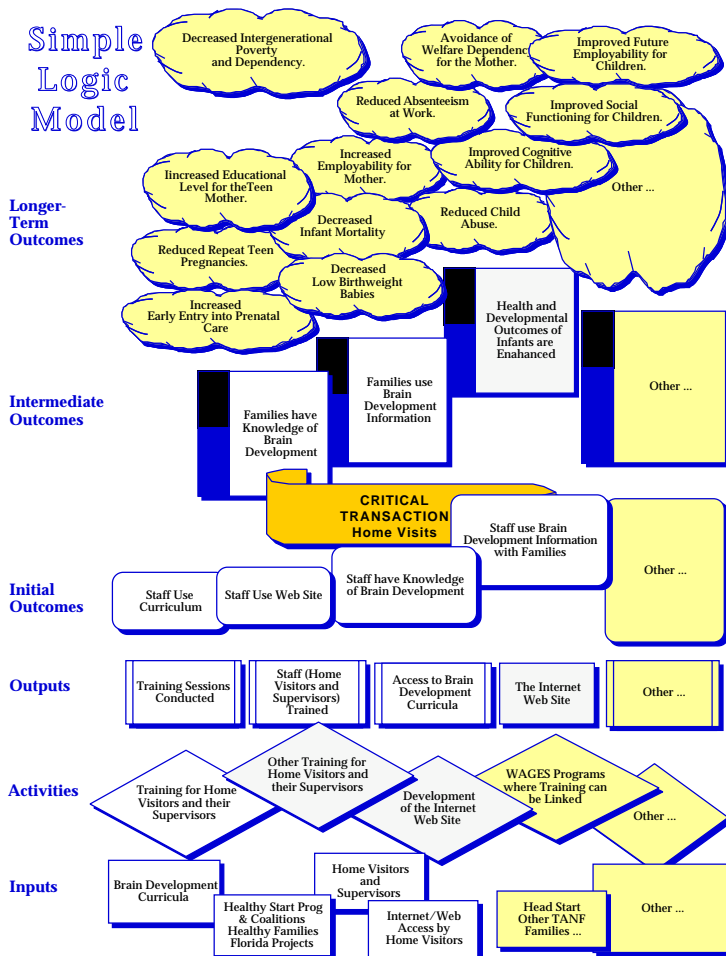 Simple
Logic
Model
Decreased Intergenerational
Poverty
and Dependency.
Avoidance of
Welfare Dependency
for the Mother.
Improved Future
Employability for
Children.
Reduced Absenteeism
at Work.
Improved Social
Functioning for Children.
Longer-
Term
Outcomes
Iincreased Educational
Level for theTeen
Mother.
Increased
Employability for
Mother.
Improved Cognitive
Ability for Children.
Other ...
Decreased
Infant Mortality
Reduced Child
Abuse.
Reduced Repeat Teen
Pregnancies.
Decreased
Low Birthweight
Babies
Increased
Early Entry into Prenatal
Care
Intermediate
Outcomes
Families have
Knowledge of
Brain
Development
Families use
Brain
Development
Information
Health and
Developmental
Outcomes of
Infants are
Enahanced
Other ...
CRITICAL
TRANSACTION
Home Visits
Initial
Outcomes
Staff Use
Curriculum
Staff Use Web Site
Staff have Knowledge
of Brain Development
Staff use Brain
Development Information
with Families
Other ...
Outputs
Training Sessions
Conducted
Staff (Home
Visitors and
Supervisors)
Trained
Access to Brain
Development
Curricula
The Internet
Web Site
Other ...
Activities
Training for Home
Visitors and their
Supervisors
Other Training for
Home Visitors and
their Supervisors
Development
of the Internet
Web Site
WAGES Programs
where Training can
be Linked
Other ...
Inputs
Brain Development
Curricula
Healthy Start Prog
& Coalitions
Healthy Families
Florida Projects
Home Visitors
and
Supervisors
Internet/Web
Access by
Home Visitors
Head Start
Other TANF
Families ...
Other ...